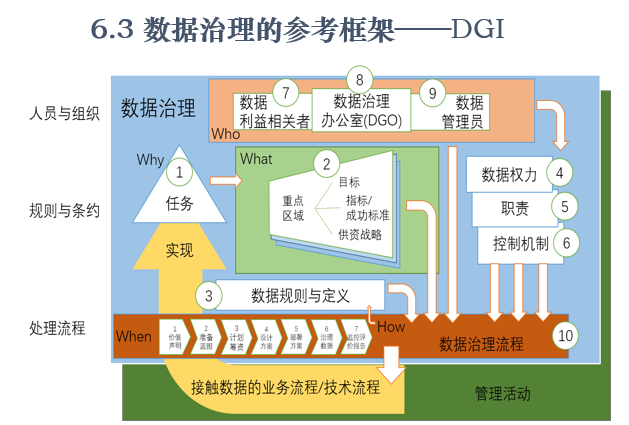 6.3 数据治理的参考框架——DGI
人员与组织
数据治理
7
数据
利益相关者
8
数据治理
办公室(DGO)
9
数据
管理员
Who
规则与条约
Why
1
任务
实现
What
2
重点
区域
目标
指标/
成功标准
供资战略
数据权力
4
职责
5
控制机制
6
3
数据规则与定义
处理流程
When
1
价值
声明
2
准备
蓝图
3
计划
筹资
4
设计
方案
5
部署
方案
6
治理
数据
7
监控评
价报告
How
数据治理流程
10
接触数据的业务流程/技术流程
管理活动